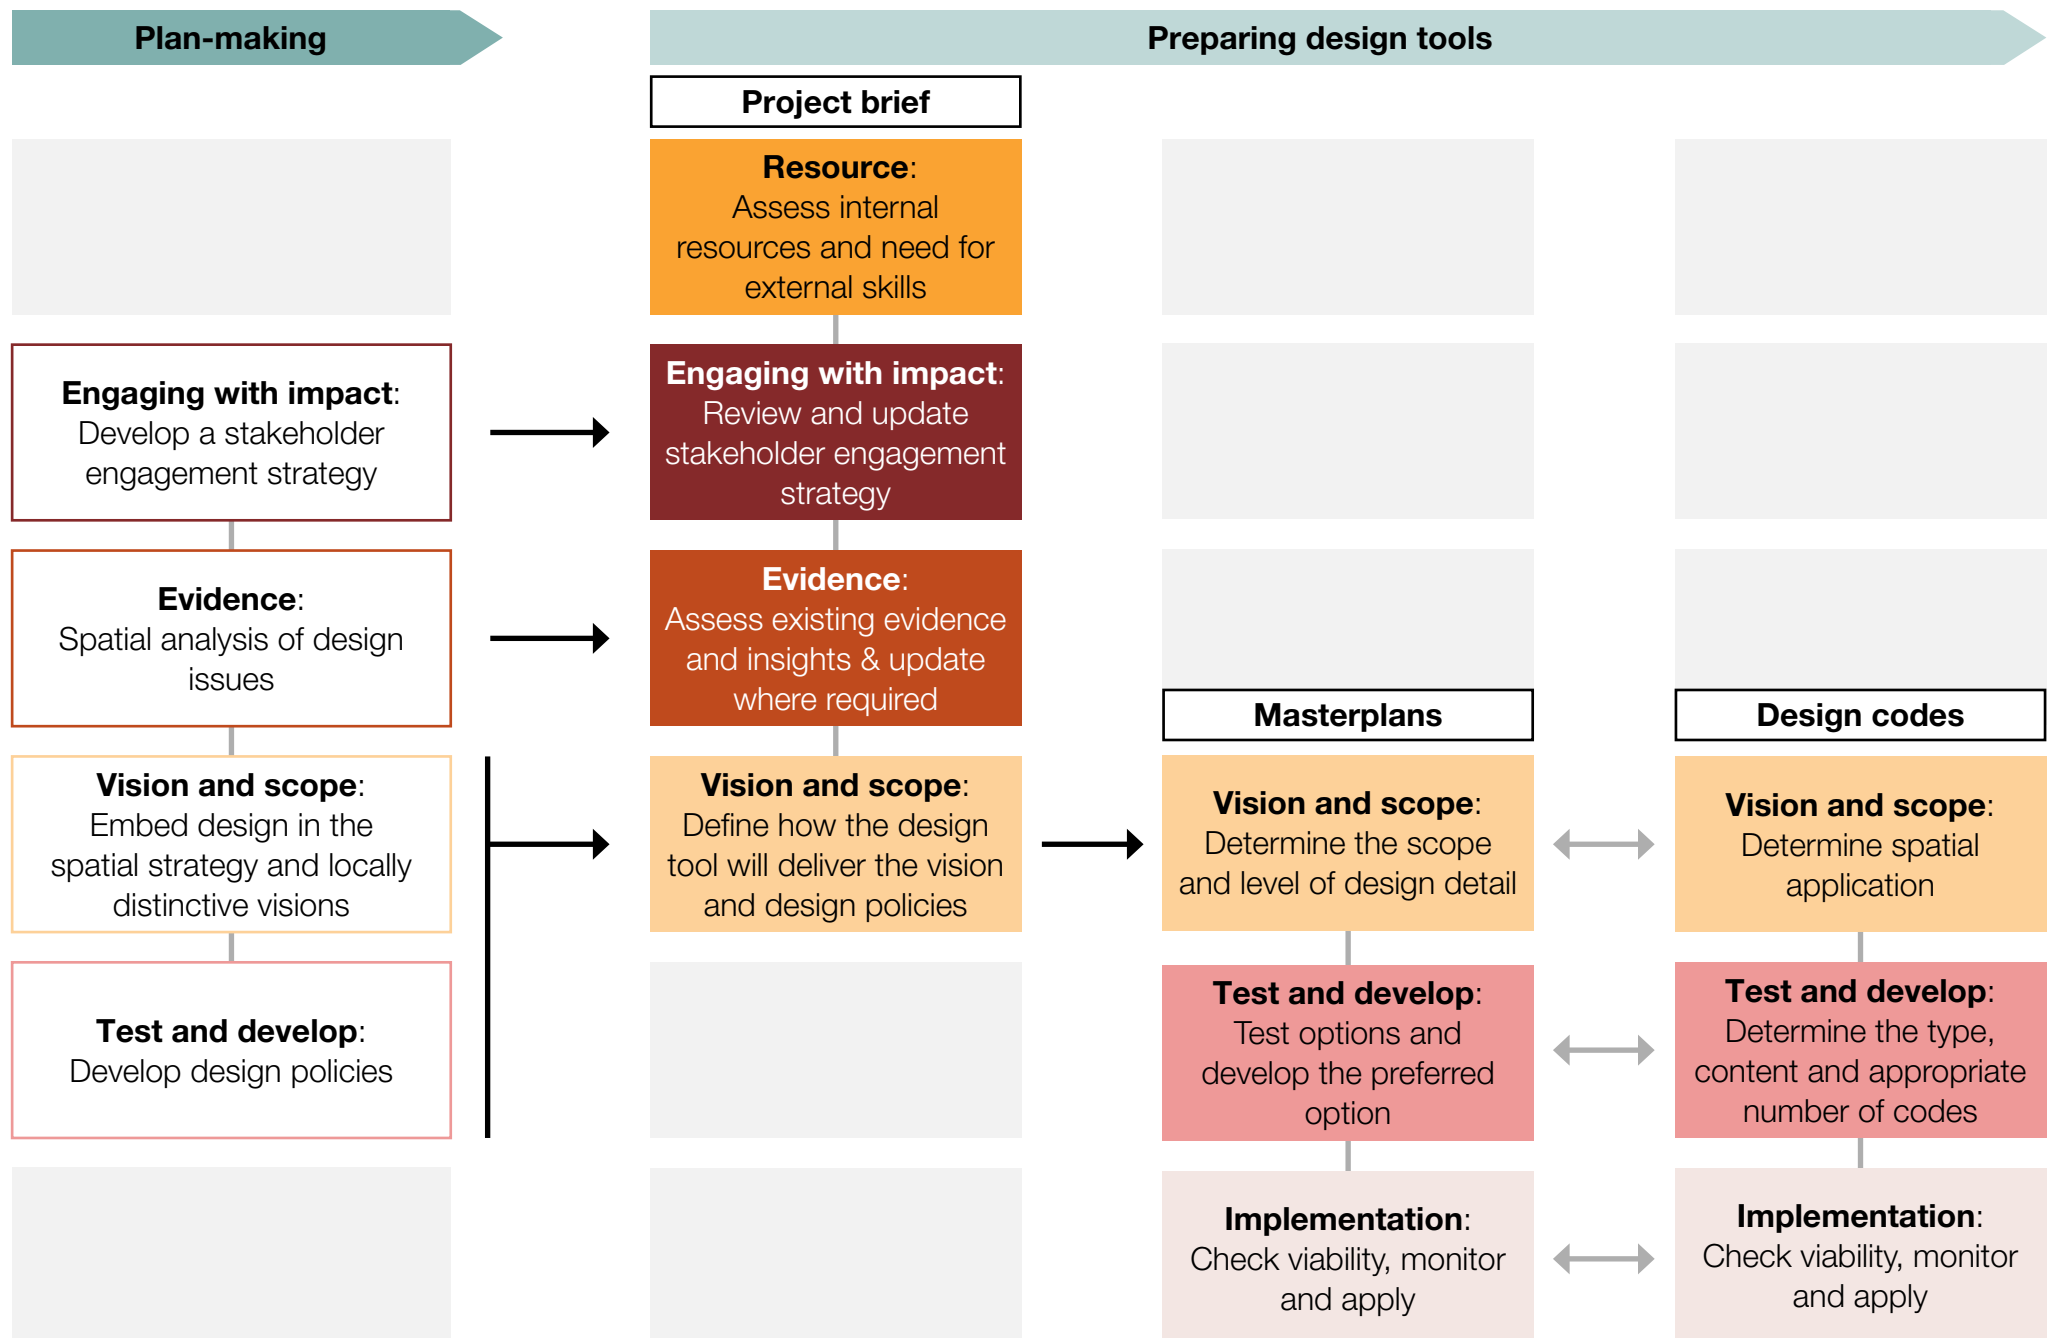 Plan-making
Preparing design tools
Project brief
Resource:
Assess internal
resources and need for
external skills
Engaging with impact:
Develop a stakeholder
engagement strategy
Engaging with impact:
Review and update
stakeholder engagement
strategy
Evidence:
Spatial analysis of design
issues
Evidence:
Assess existing evidence
and insights & update
where required
Masterplans
Design codes
Vision and scope:
Embed design in the
spatial strategy and locally
distinctive visions
Vision and scope:
Define how the design
tool will deliver the vision
and design policies
Vision and scope:
Determine the scope
and level of design detail
Vision and scope:
Determine spatial
application
Test and develop:
Develop design policies
Test and develop:
Test options and
develop the preferred
option
Test and develop:
Determine the type,
content and appropriate
number of codes
Implementation:
Check viability, monitor
and apply
Implementation:
Check viability, monitor
and apply